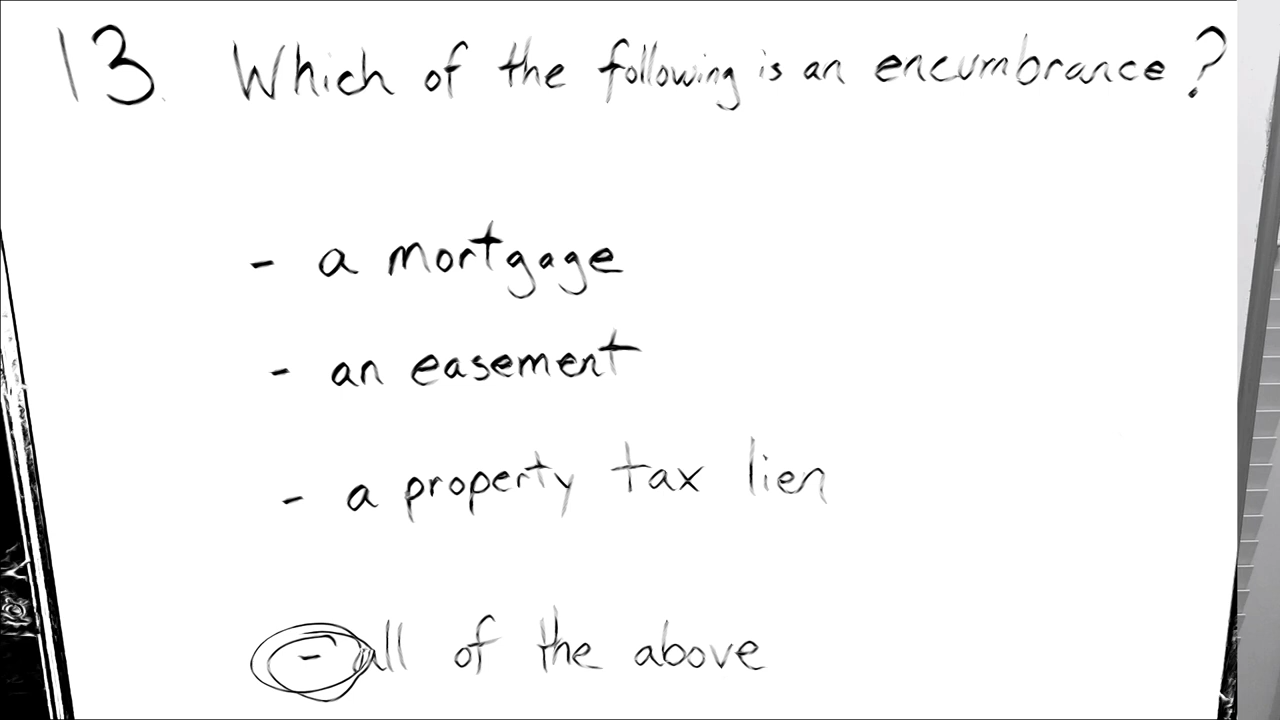 13. Which of the following is an encumbrance?
- a mortgage
- an easement
- a property tax lien
- all of the above